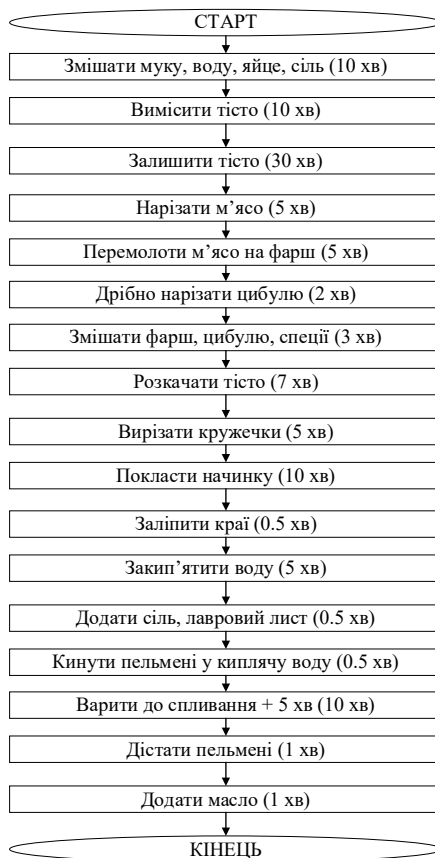 СТАРТ
Змішати муку, воду, яйце, сіль (10 хв)
Вимісити тісто (10 хв)
Залишити тісто (30 хв)
Нарізати м’ясо (5 хв)
Перемолоти м’ясо на фарш (5 хв)
Дрібно нарізати цибулю (2 хв)
Змішати фарш, цибулю, спеції (3 хв)
Розкачати тісто (7 хв)
Вирізати кружечки (5 хв)
Покласти начинку (10 хв)
Заліпити краї (0.5 хв)
Закип’ятити воду (5 хв)
Додати сіль, лавровий лист (0.5 хв)
Кинути пельмені у киплячу воду (0.5 хв)
Варити до спливання + 5 хв (10 хв)
Дістати пельмені (1 хв)
Додати масло (1 хв)
КІНЕЦЬ